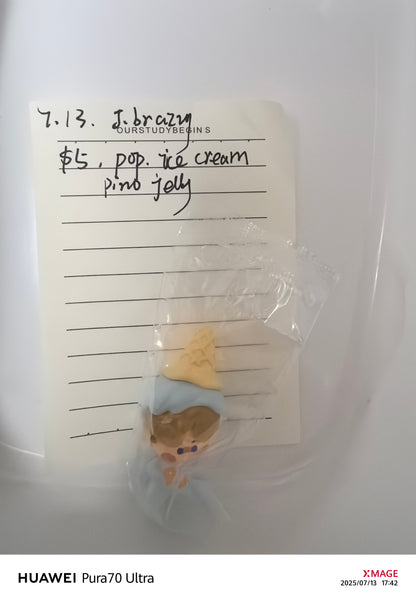 7.13. J.brazy
OURSTUDYBEGINS
$5, pop. ice cream
pino jelly
HUAWEI Pura70 Ultra
XMAGE
2025/07/13 17:42